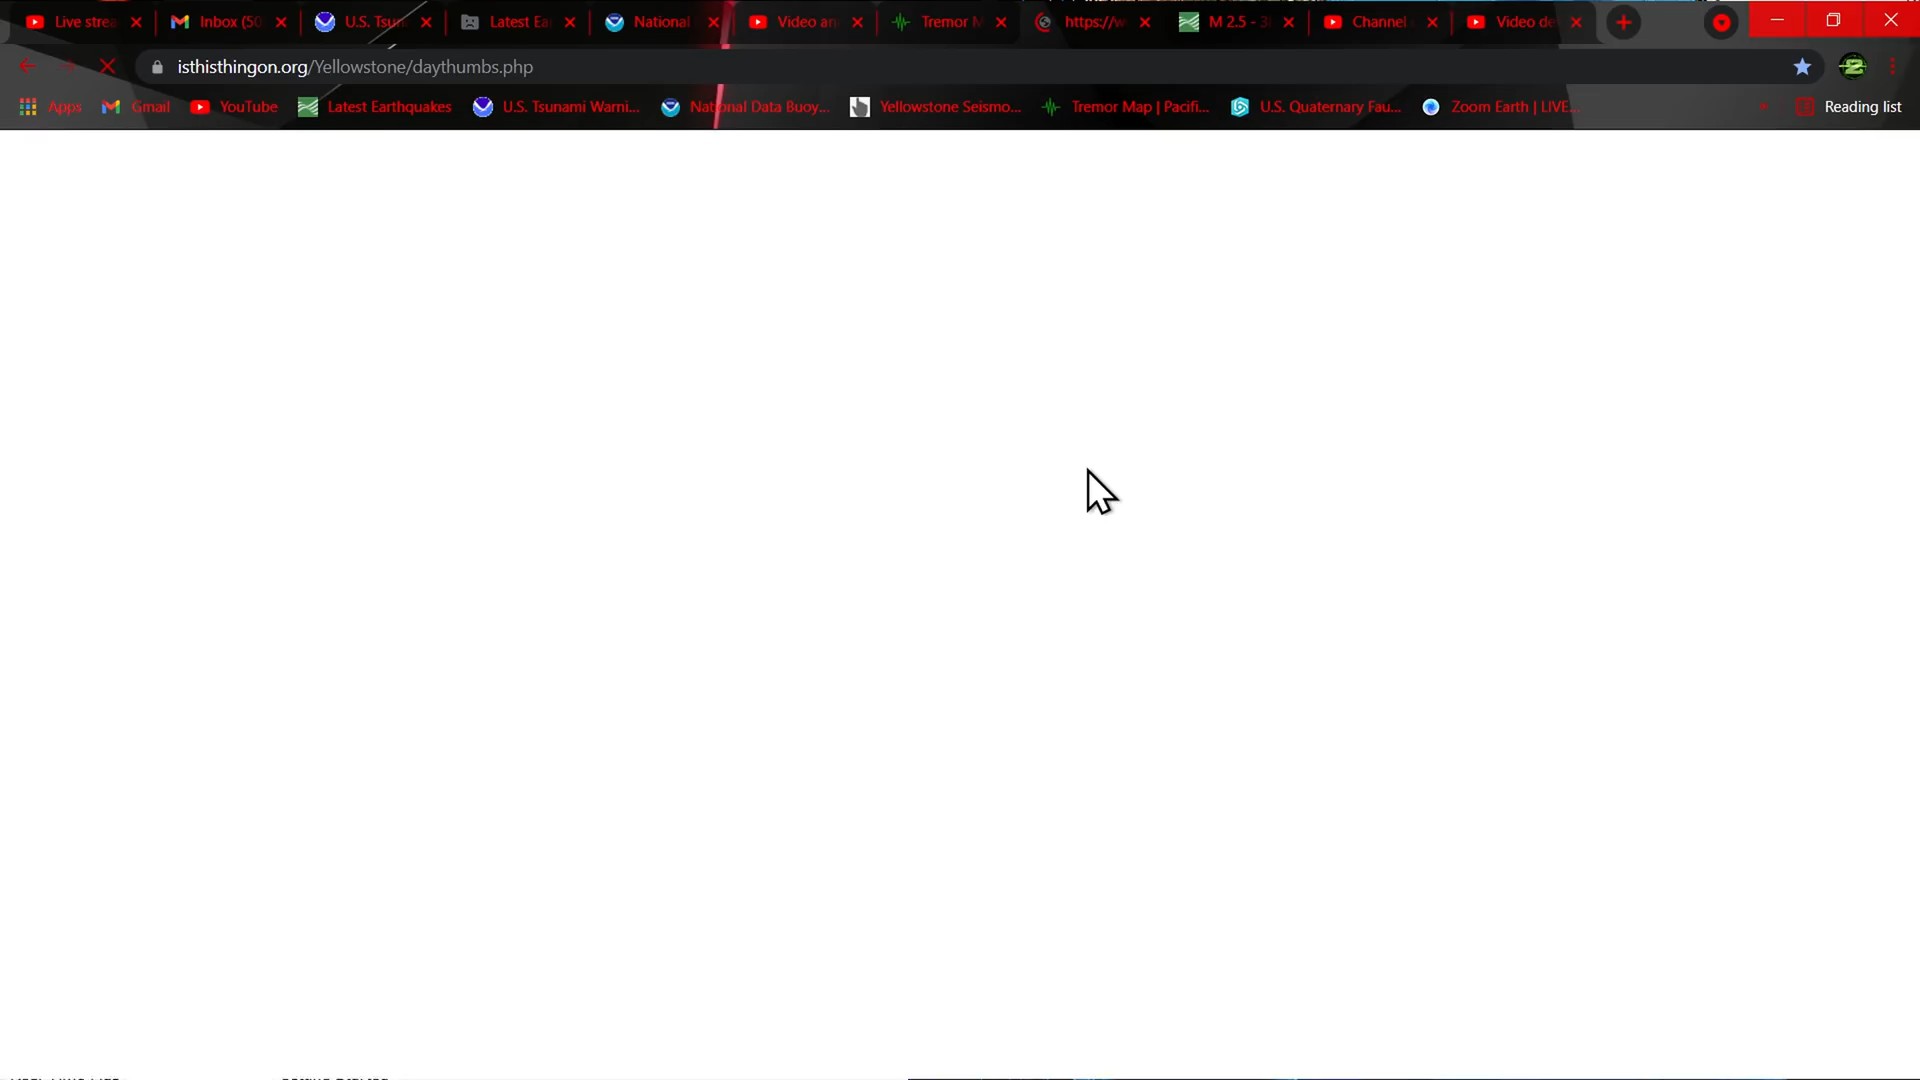 Live strea Inbox (50 U.S. Tsun Latest Ea National Video an Tremor M https://w M 2.5 - 3 Channel Video de
isthisthingon.org/Yellowstone/daythumbs.php
Apps Gmail YouTube Latest Earthquakes U.S. Tsunami Warni... National Data Buoy... Yellowstone Seismo... Tremor Map | Pacifi... U.S. Quaternary Fau... Zoom Earth | LIVE... Reading list